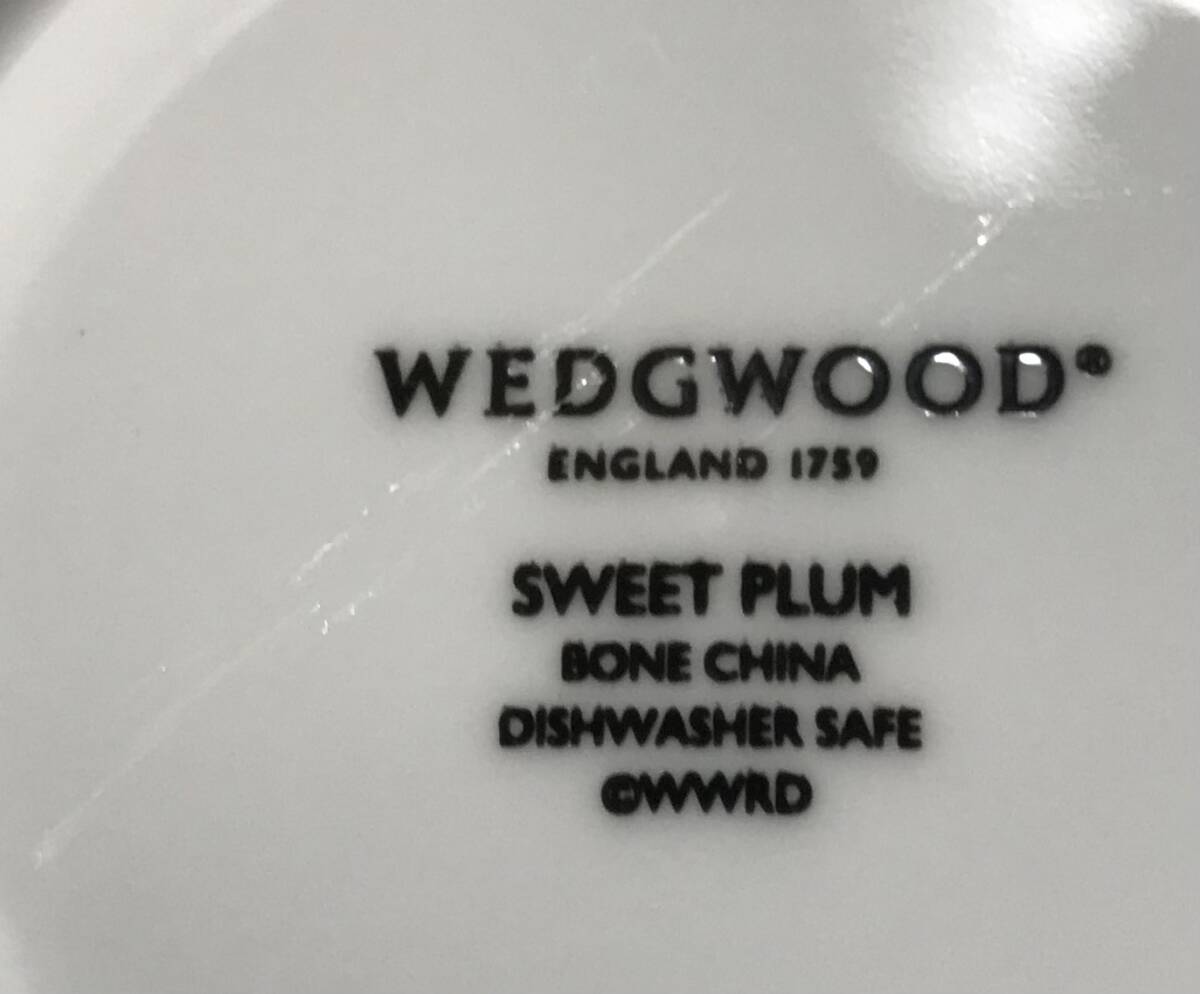 WEDGWOOD®
ENGLAND 1759
SWEET PLUM
BONE CHINA
DISHWASHER SAFE
©WWRD